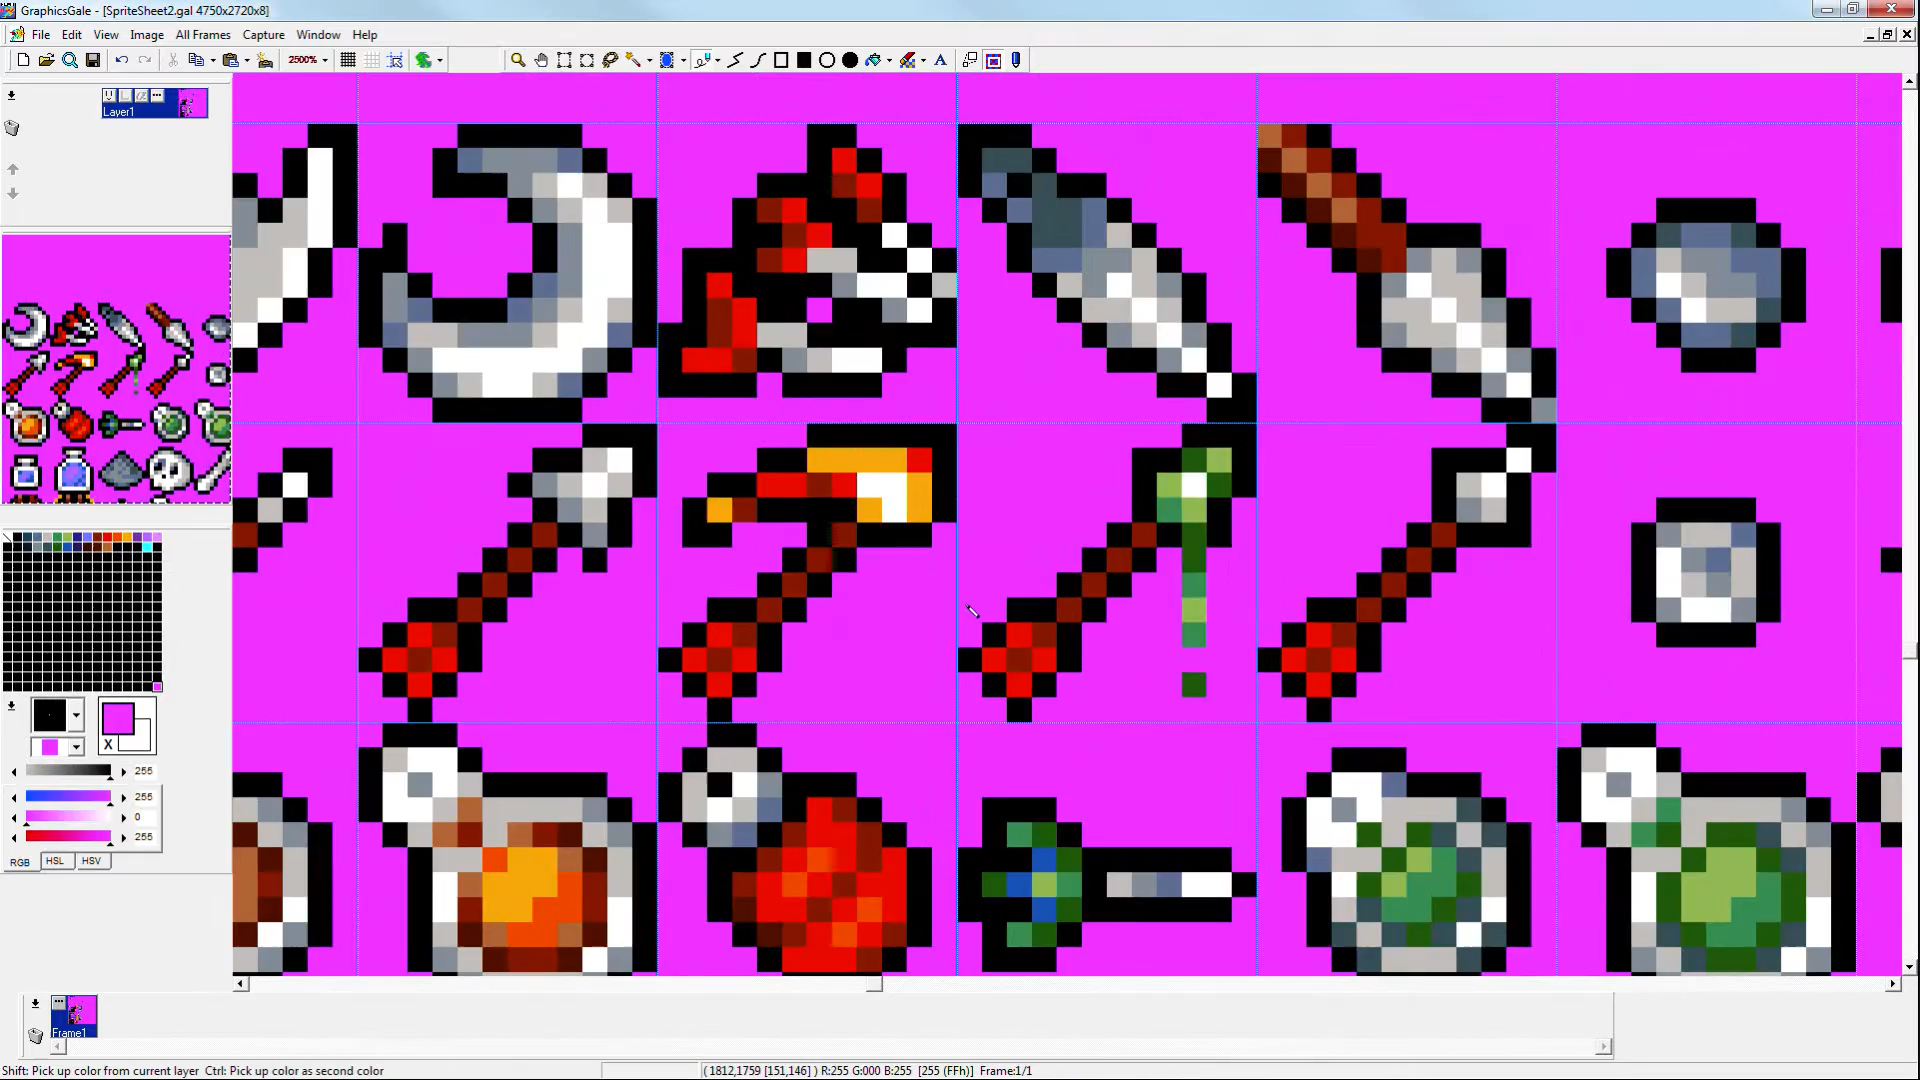 GraphicsGale - [SpriteSheet2.gal 4750x2720x8]
File Edit View Image All Frames Capture Window Help
2500%
A
Layer1
255
255
0
255
X
RGB HSL HSV
Frame1
Shift: Pick up color from current layer Ctrl: Pick up color as second color
(1812,1759 [151,146] ) R:255 G:000 B:255 [255 (FFh)] Frame:1/1